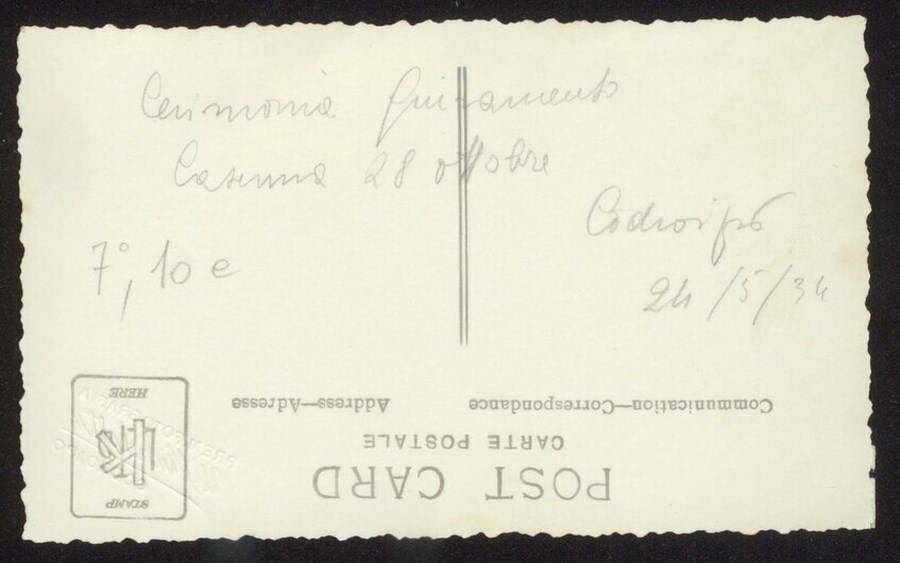 Cerimonia Giuramento
Caserma 28 ottobre
Codroipo
24/5/34
7°, 10 e
POST CARD
CARTE POSTALE
Communication—Correspondance
Address—Adresse
STAMP
HERE